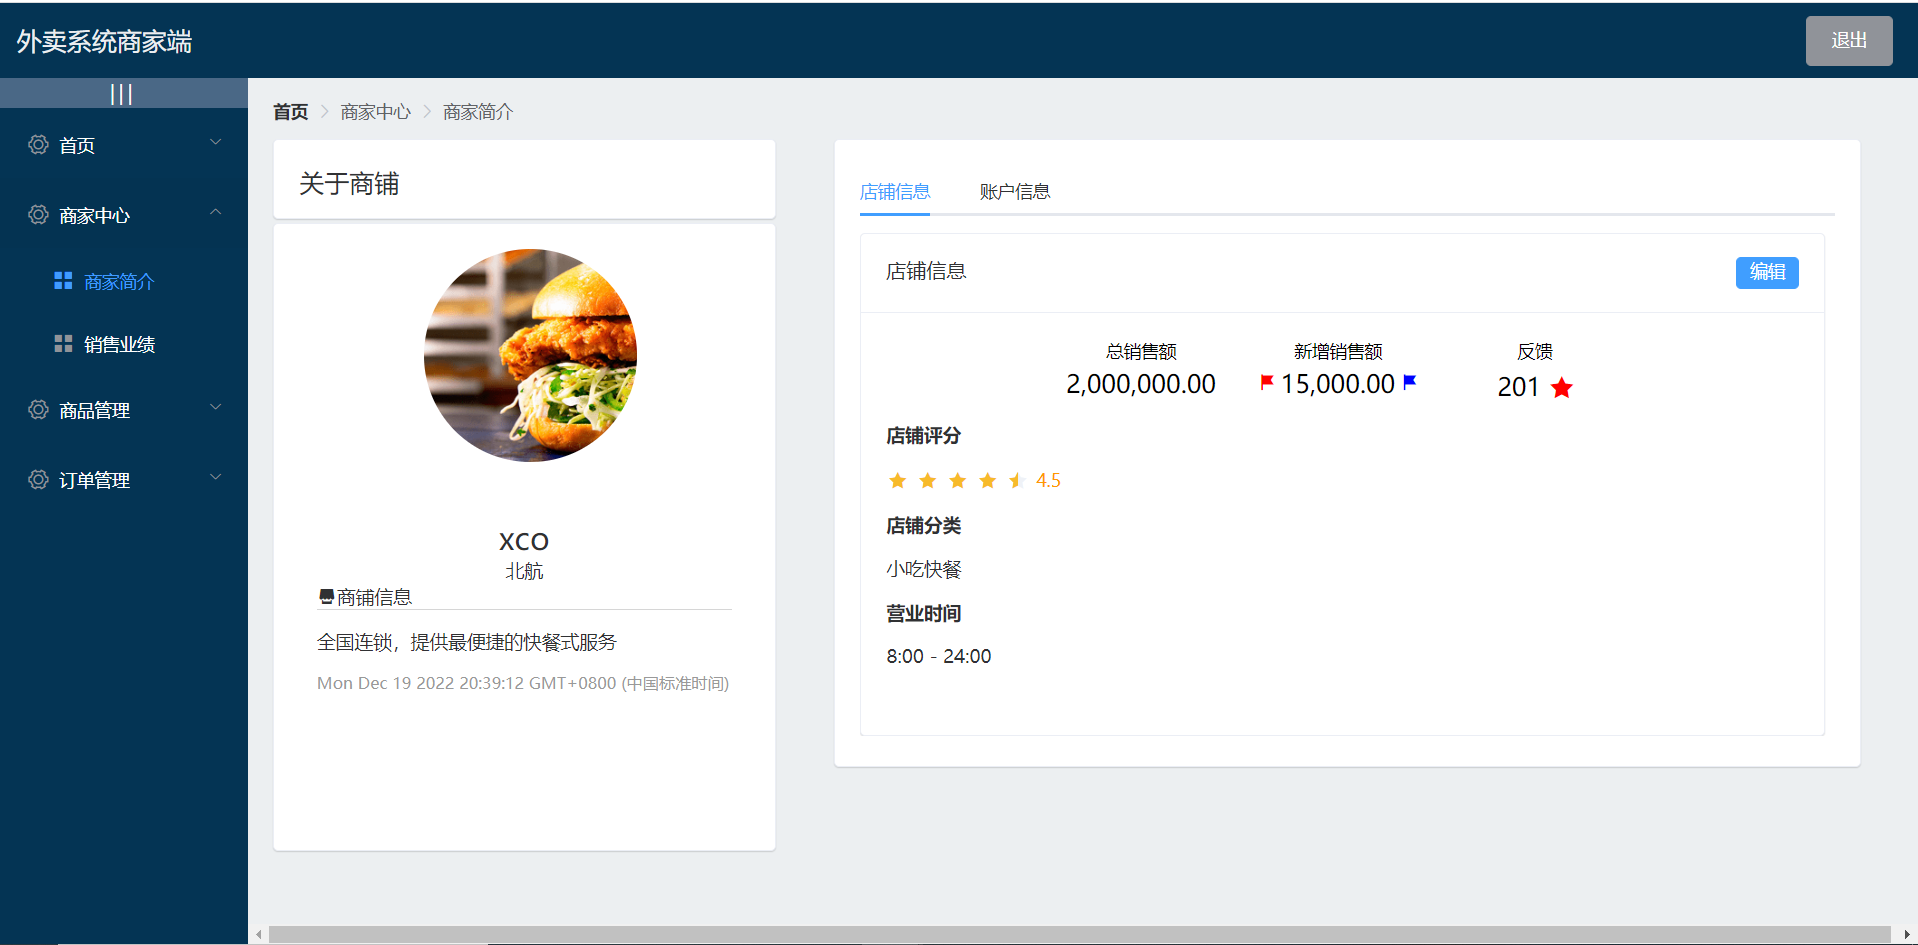 外卖系统商家端
退出
|||
首页
商家中心
商家简介
销售业绩
商品管理
订单管理
首页 > 商家中心 > 商家简介
关于商铺
XCO
北航
商铺信息
全国连锁，提供最便捷的快餐式服务
Mon Dec 19 2022 20:39:12 GMT+0800 (中国标准时间)
店铺信息 账户信息
店铺信息 编辑
总销售额 新增销售额 反馈
2,000,000.00 15,000.00 201
店铺评分
4.5
店铺分类
小吃快餐
营业时间
8:00 - 24:00